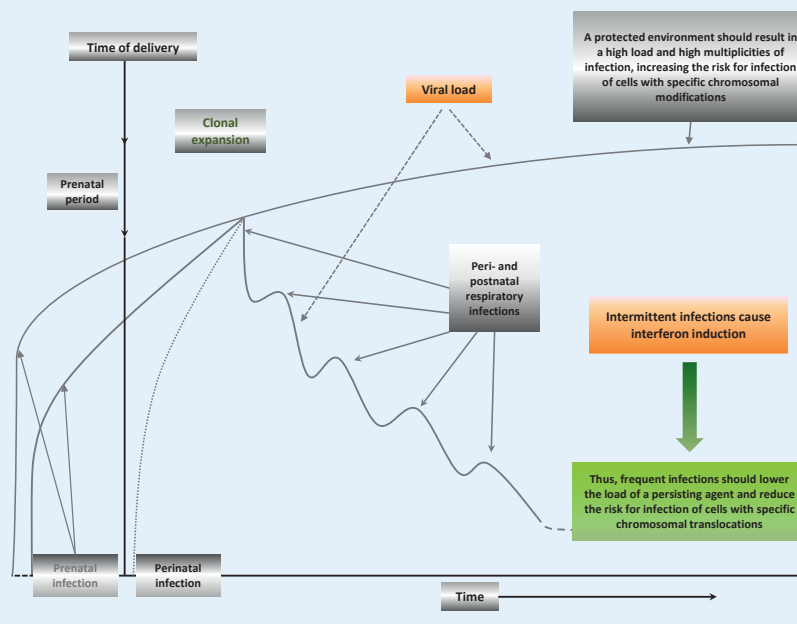 Time of delivery
A protected environment should result in
a high load and high multiplicities of
infection, increasing the risk for infection
of cells with specific chromosomal
modifications
Viral load
Clonal
expansion
Prenatal
period
Peri- and
postnatal
respiratory
infections
Intermittent infections cause
interferon induction
Thus, frequent infections should lower
the load of a persisting agent and reduce
the risk for infection of cells with specific
chromosomal translocations
Prenatal
infection
Perinatal
infection
Time